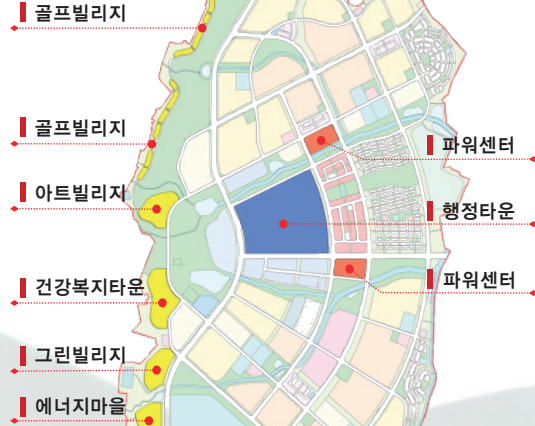 골프빌리지
골프빌리지
아트빌리지
건강복지타운
그린빌리지
에너지마을
파워센터
행정타운
파워센터